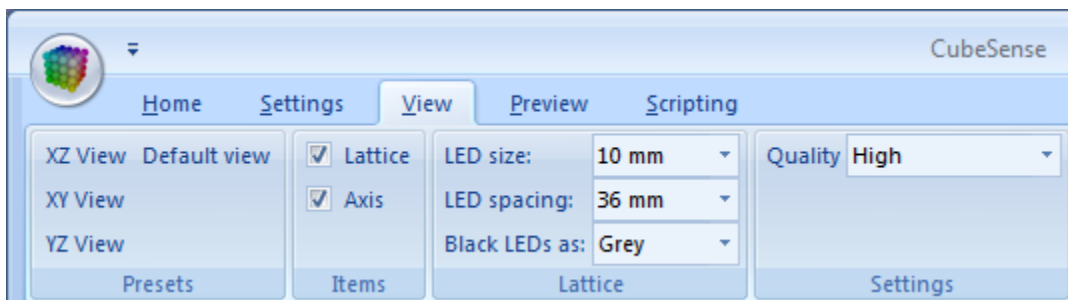 CubeSense
Home Settings View Preview Scripting
XZ View Default view Lattice LED size: 10 mm Quality High
XY View Axis LED spacing: 36 mm
YZ View Black LEDs as: Grey
Presets Items Lattice Settings